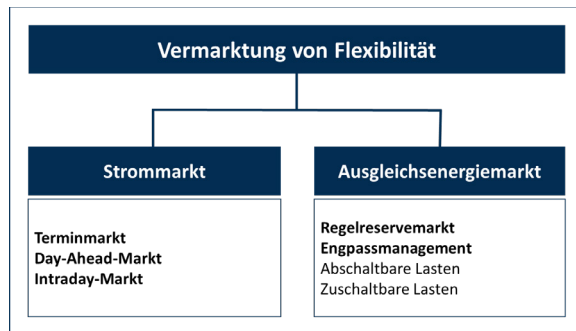 Vermarktung von Flexibilität
Strommarkt
Terminmarkt
Day-Ahead-Markt
Intraday-Markt
Ausgleichsenergiemarkt
Regelreservemarkt
Engpassmanagement
Abschaltbare Lasten
Zuschaltbare Lasten